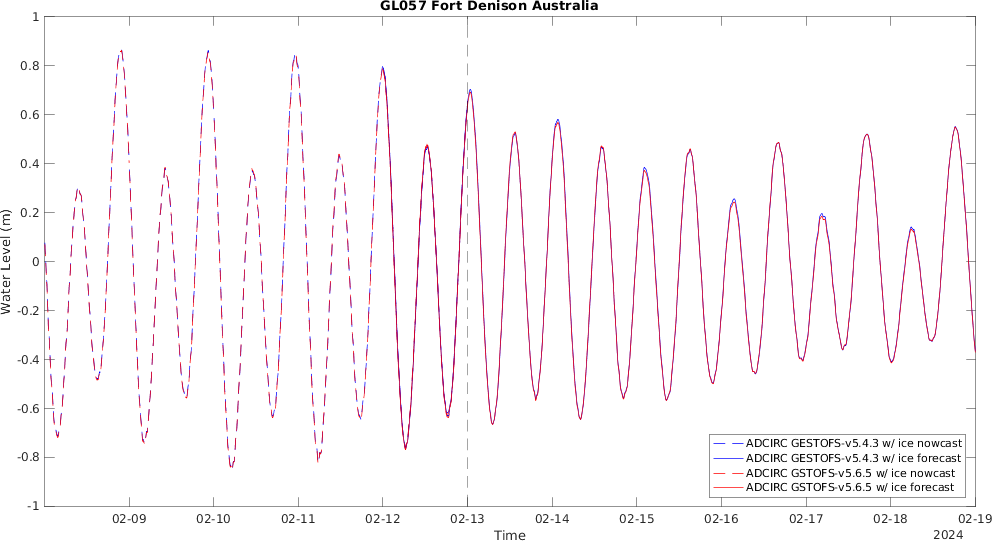 GL057 Fort Denison Australia
Water Level (m)
1
0.8
0.6
0.4
0.2
0
-0.2
-0.4
-0.6
-0.8
-1
ADCIRC GESTOFS-v5.4.3 w/ ice nowcast
ADCIRC GESTOFS-v5.4.3 w/ ice forecast
ADCIRC GSTOFS-v5.6.5 w/ ice nowcast
ADCIRC GSTOFS-v5.6.5 w/ ice forecast
02-09 02-10 02-11 02-12 02-13 02-14 02-15 02-16 02-17 02-18 02-19
Time
2024